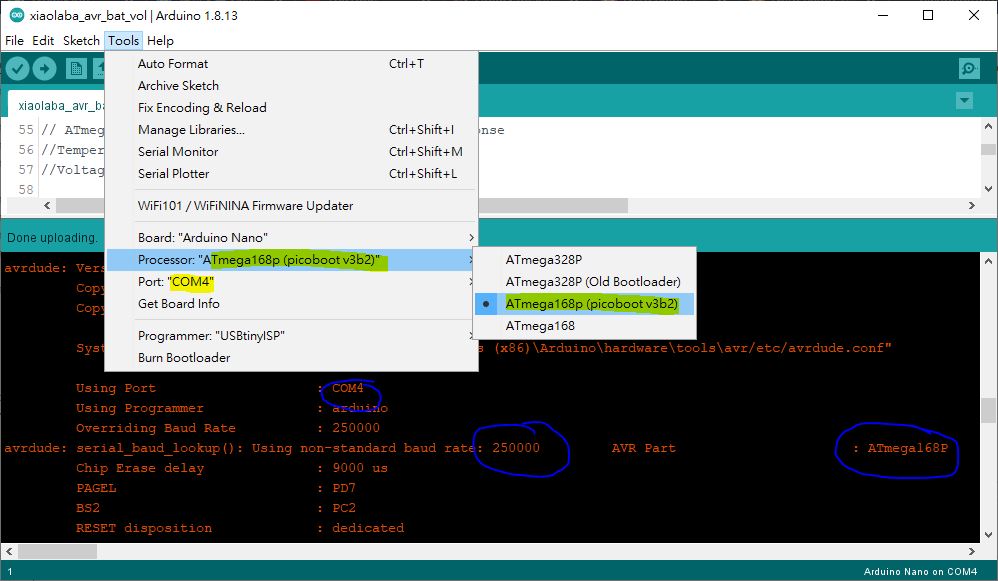 xiaolaba_avr_bat_vol | Arduino 1.8.13
File Edit Sketch Tools Help
xiaolaba_avr_ba
Auto Format Ctrl+T
Archive Sketch
Fix Encoding & Reload
Manage Libraries... Ctrl+Shift+I
Serial Monitor Ctrl+Shift+M
Serial Plotter Ctrl+Shift+L
WiFi101 / WiFiNINA Firmware Updater
Board: "Arduino Nano"
Processor: "ATmega168p (picoboot v3b2)"
Port: "COM4"
Get Board Info
Programmer: "USBtinyISP"
Burn Bootloader
ATmega328P
ATmega328P (Old Bootloader)
ATmega168p (picoboot v3b2)
ATmega168
55 // ATmeg nse
56 //Temper
57 //Voltag
58
Done uploading.
avrdude: Vers
Copy
Copy
Syst s (x86)\Arduino\hardware\tools\avr/etc/avrdude.conf"
Using Port : COM4
Using Programmer : arduino
Overriding Baud Rate : 250000
avrdude: serial_baud_lookup(): Using non-standard baud rate: 250000 AVR Part : ATmega168P
Chip Erase delay : 9000 us
PAGEL : PD7
BS2 : PC2
RESET disposition : dedicated
1 Arduino Nano on COM4